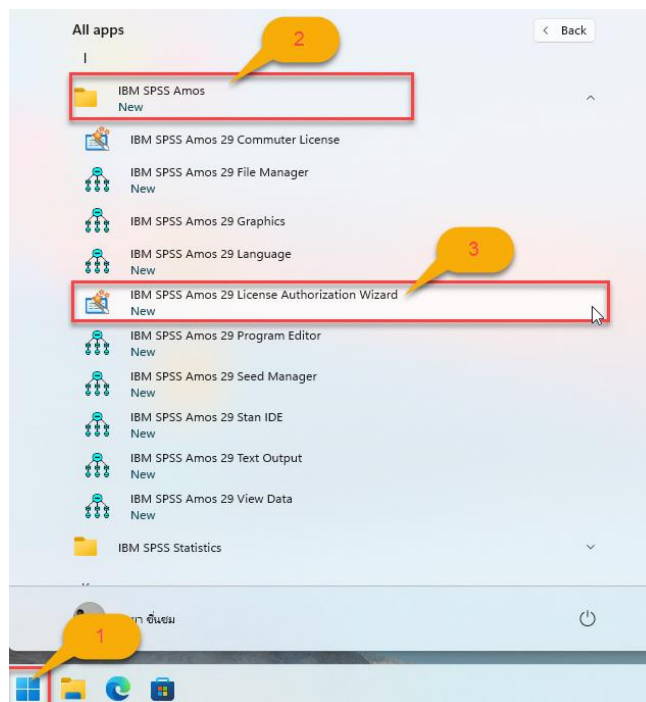 All apps
Back
2
I
IBM SPSS Amos
New
IBM SPSS Amos 29 Commuter License
IBM SPSS Amos 29 File Manager
New
IBM SPSS Amos 29 Graphics
IBM SPSS Amos 29 Language
New
3
IBM SPSS Amos 29 License Authorization Wizard
New
IBM SPSS Amos 29 Program Editor
New
IBM SPSS Amos 29 Seed Manager
New
IBM SPSS Amos 29 Stan IDE
New
IBM SPSS Amos 29 Text Output
New
IBM SPSS Amos 29 View Data
New
IBM SPSS Statistics
ชื่นชม
1